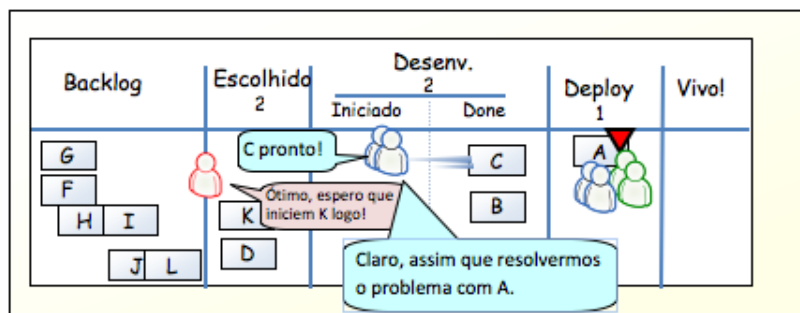 Backlog
Escolhido
2
Desenv.
2
Iniciado
Done
Deploy
1
Vivo!
G
F
H
I
J
L
C pronto!
Ótimo, espero que
iniciem K logo!
K
D
C
B
A
Claro, assim que resolvermos
o problema com A.